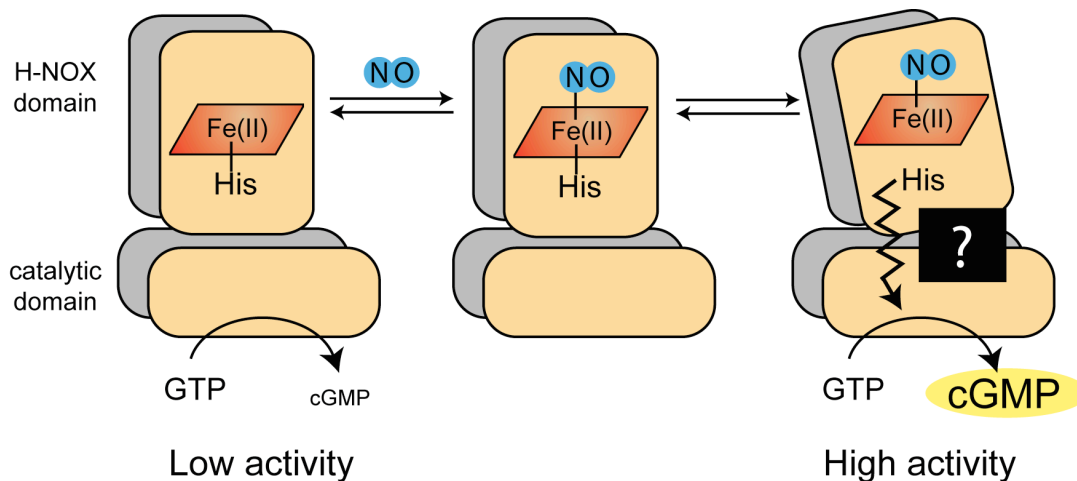 H-NOX
domain
Fe(II)
His
NO
NO
Fe(II)
His
NO
Fe(II)
His
?
catalytic
domain
GTP
cGMP
GTP
cGMP
Low activity
High activity